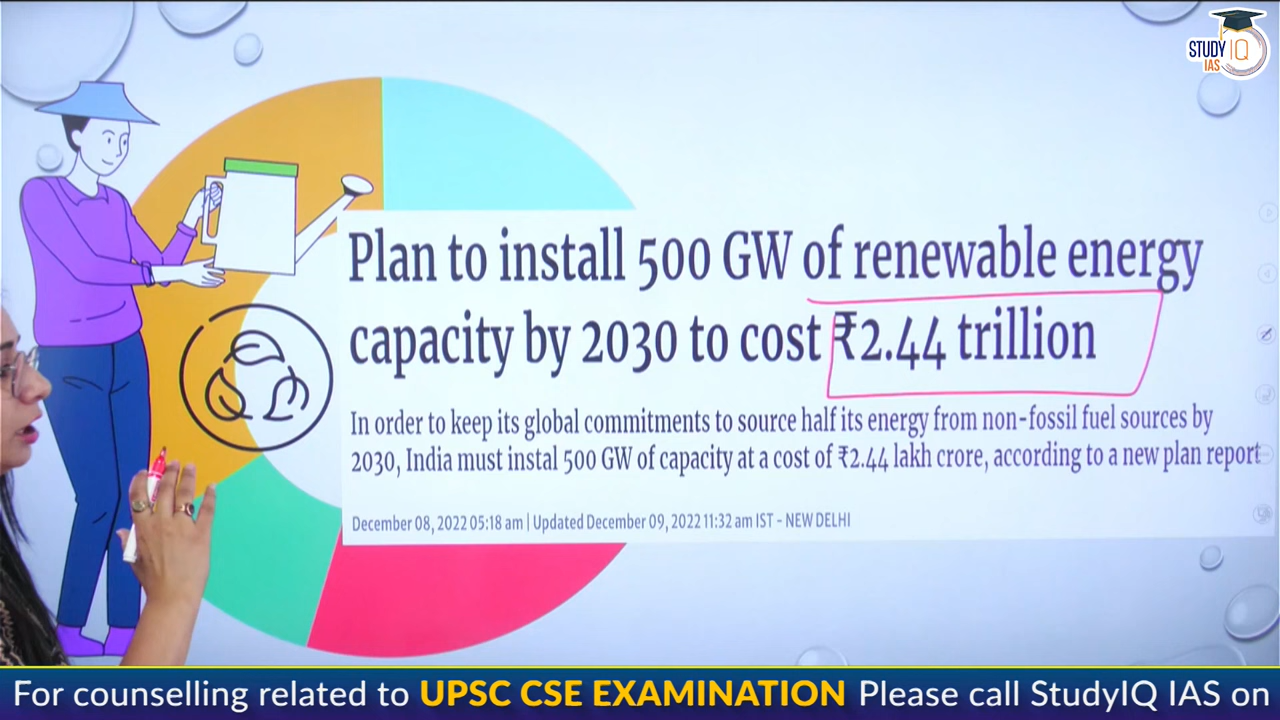 STUDY IQ
IAS
Plan to install 500 GW of renewable energy
capacity by 2030 to cost ₹2.44 trillion
In order to keep its global commitments to source half its energy from non-fossil fuel sources by
2030, India must instal 500 GW of capacity at a cost of ₹2.44 lakh crore, according to a new plan report
December 08, 2022 05:18 am | Updated December 09, 2022 11:32 am IST - NEW DELHI
For counselling related to UPSC CSE EXAMINATION Please call StudyIQ IAS on